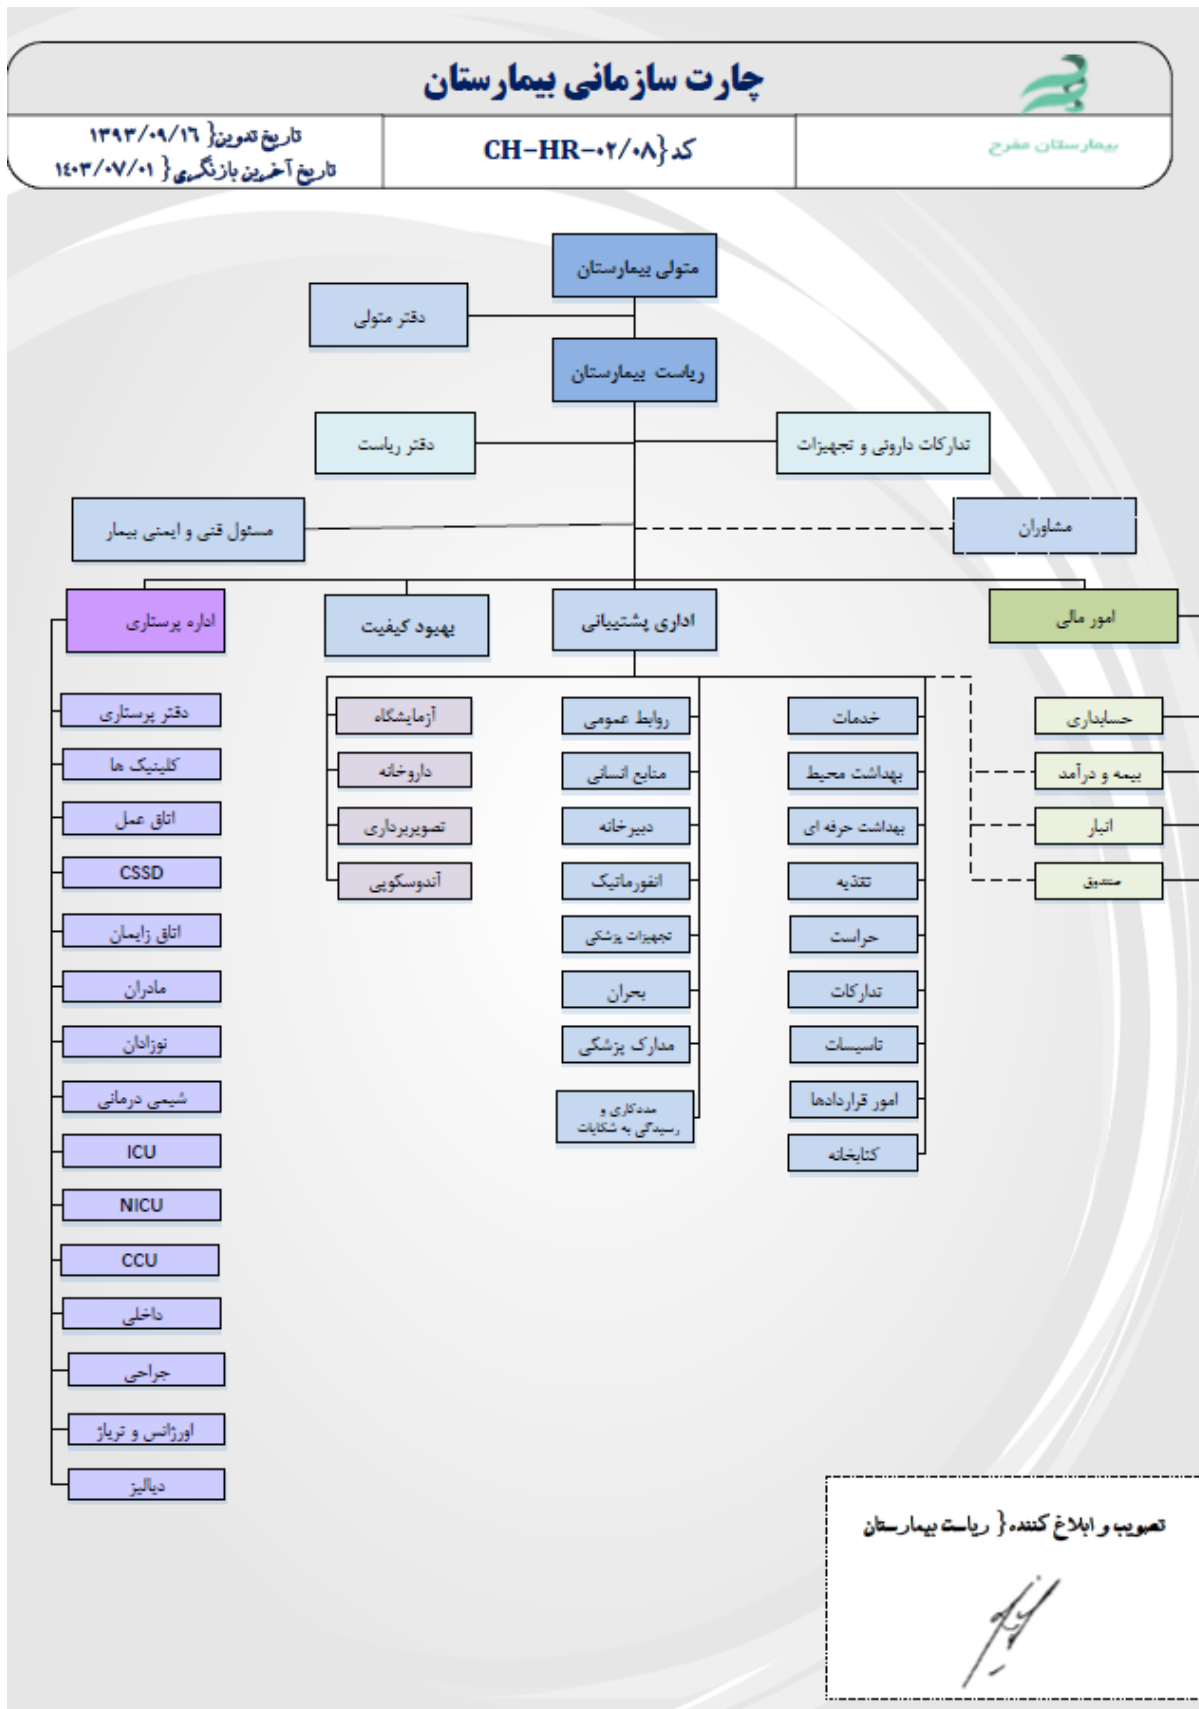 چارت سازمانی بیمارستان
بیمارستان مفرح
کد{CH-HR-۰۲/۰۸
تاریخ تدوین{ ۱۳۹۳/۰۹/۱٦
تاریخ آخرین بازنگری{ ۱٤۰۳/۰۷/۰۱
متولی بیمارستان
دفتر متولی
ریاست بیمارستان
تدارکات داروئی و تجهیزات
دفتر ریاست
مشاوران
مسئول فنی و ایمنی بیمار
امور مالی
اداری پشتیبانی
بهبود کیفیت
اداره پرستاری
حسابداری
بیمه و درآمد
انبار
صندوق
خدمات
بهداشت محیط
بهداشت حرفه ای
تغذیه
حراست
تدارکات
تاسیسات
امور قراردادها
کتابخانه
روابط عمومی
منابع انسانی
دبیرخانه
انفورماتیک
تجهیزات پزشکی
بحران
مدارک پزشکی
مددکاری و
رسیدگی به شکایات
آزمایشگاه
داروخانه
تصویربرداری
آندوسکوپی
دفتر پرستاری
کلینیک ها
اتاق عمل
CSSD
اتاق زایمان
مادران
نوزادان
شیمی درمانی
ICU
NICU
CCU
داخلی
جراحی
اورژانس و تریاژ
دیالیز
تصویب و ابلاغ کننده{ ریاست بیمارستان